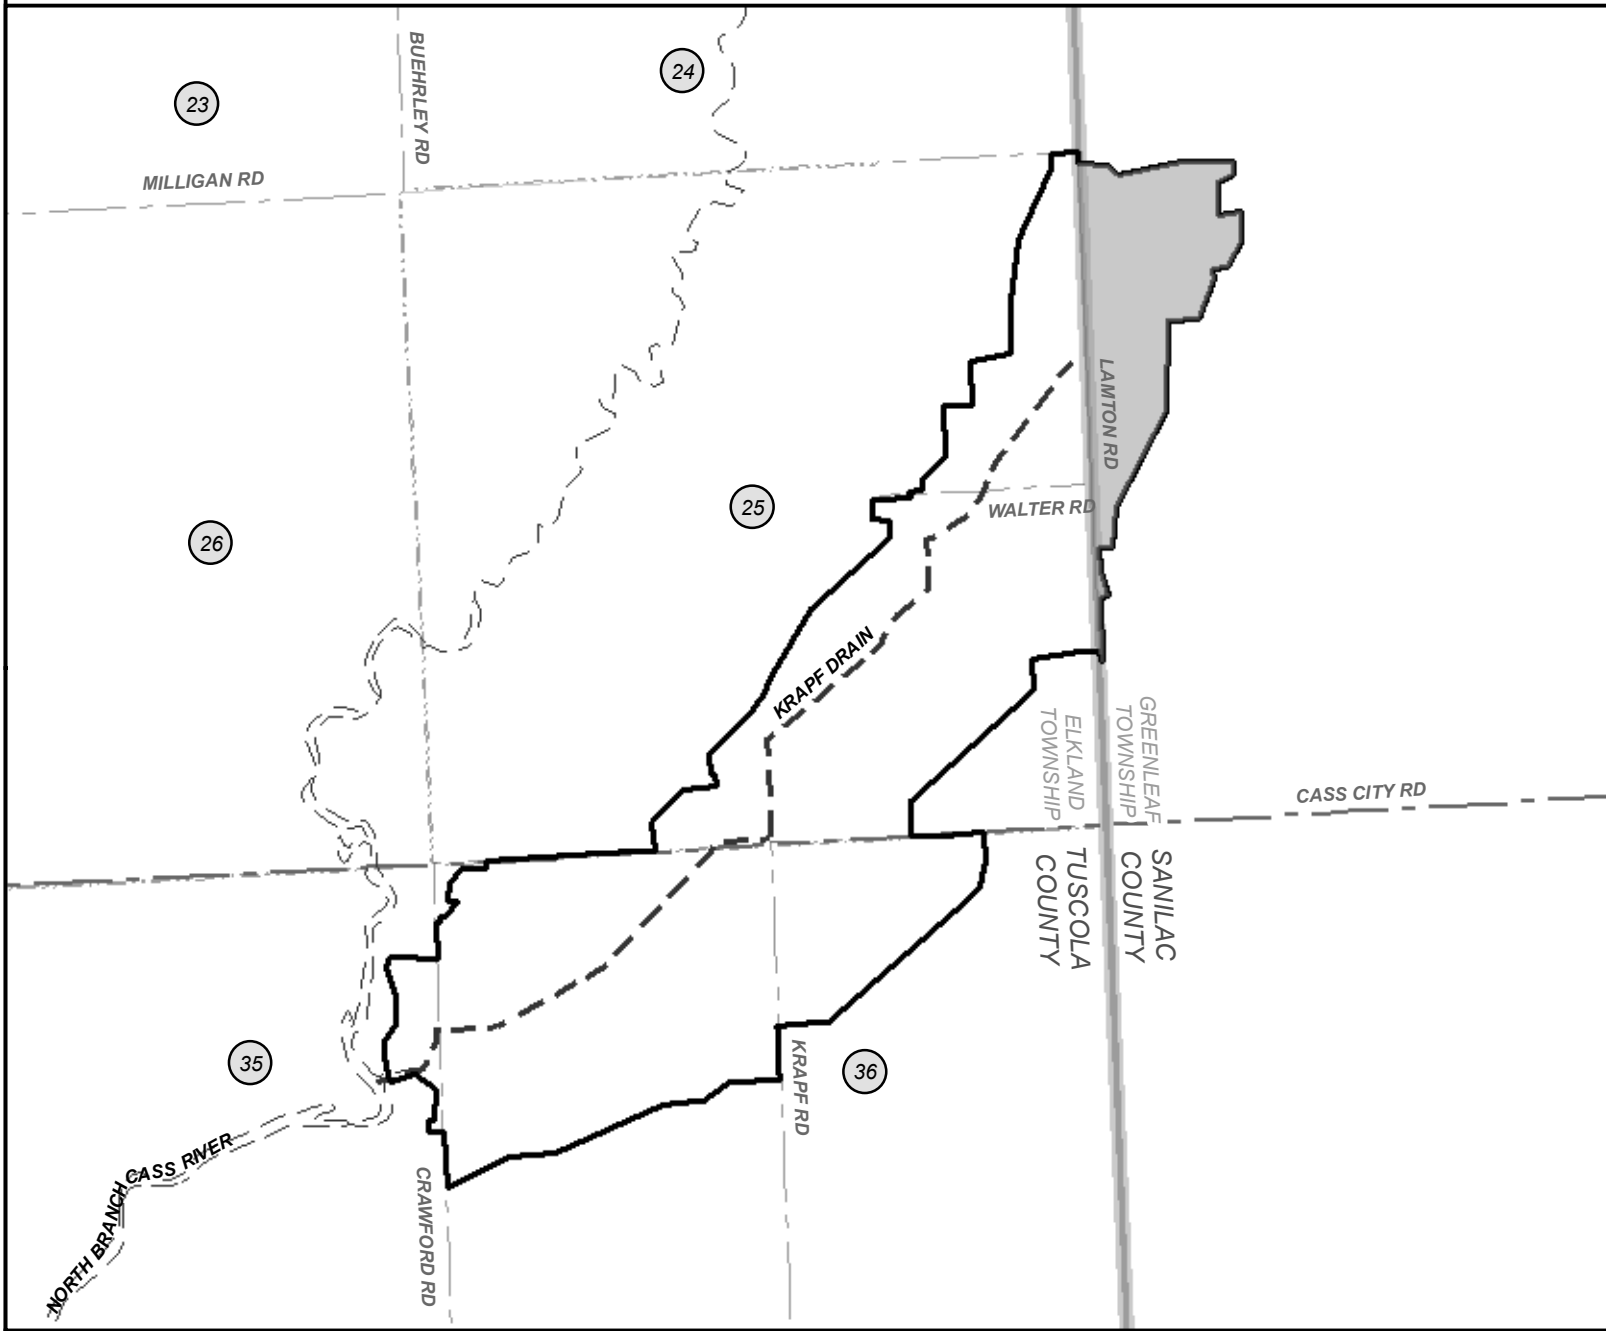 BUEHRLEY RD
24
23
MILLIGAN RD
LAMTON RD
25
WALTER RD
26
KRAPF DRAIN
GREENLEAF
TOWNSHIP
ELKLAND
TOWNSHIP
CASS CITY RD
SANILAC
COUNTY
TUSCOLA
COUNTY
35
36
KRAPF RD
NORTH BRANCH CASS RIVER
CRAWFORD RD